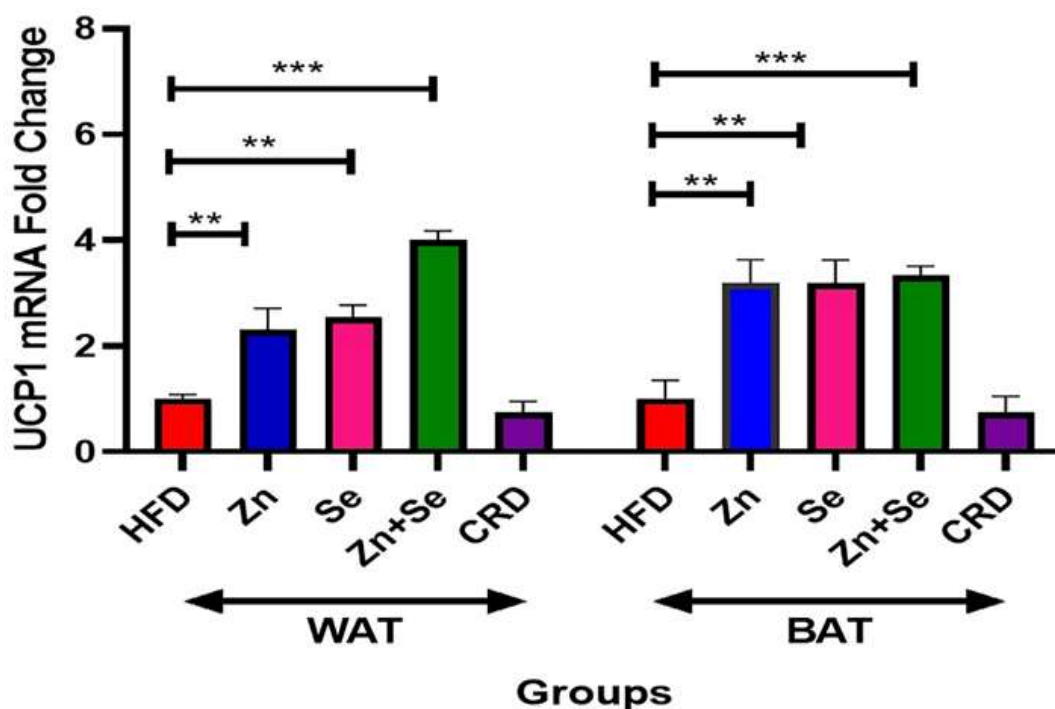 UCP1 mRNA Fold Change
8
6
4
2
0
***
**
**
***
**
**
HFD
Zn
Se
Zn+Se
CRD
HFD
Zn
Se
Zn+Se
CRD
WAT
BAT
Groups